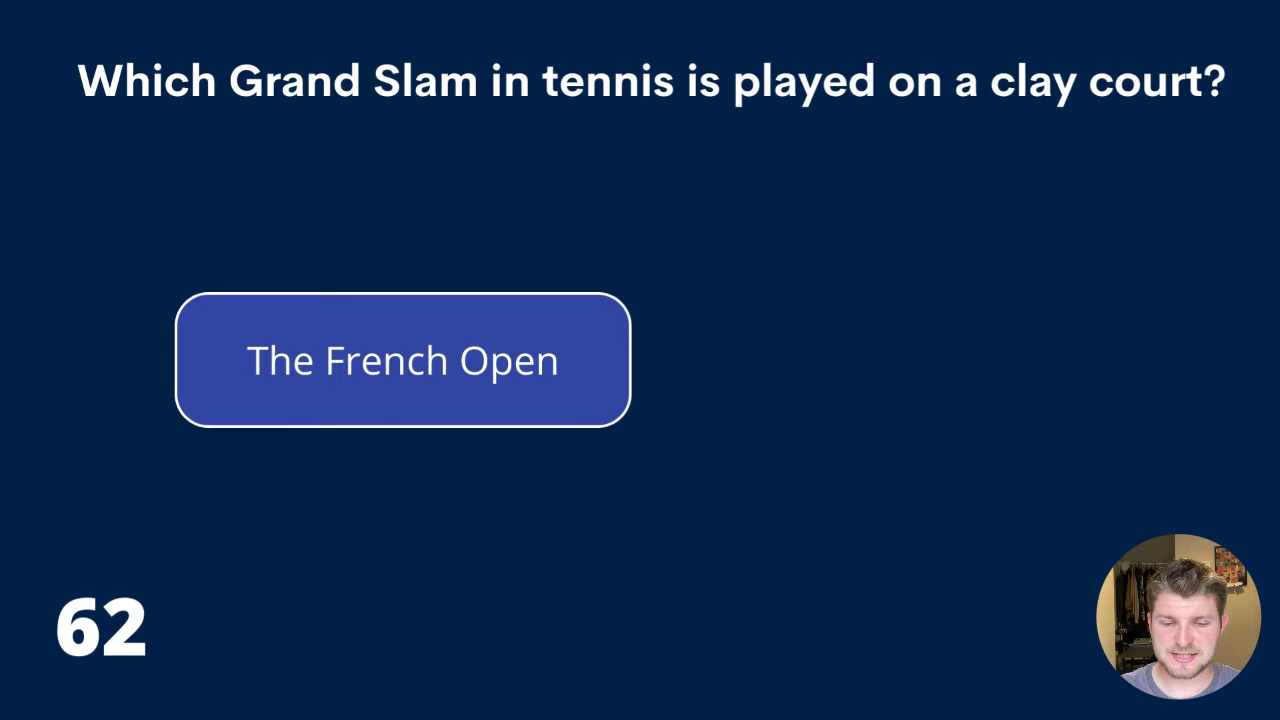 Which Grand Slam in tennis is played on a clay court?
The French Open
62